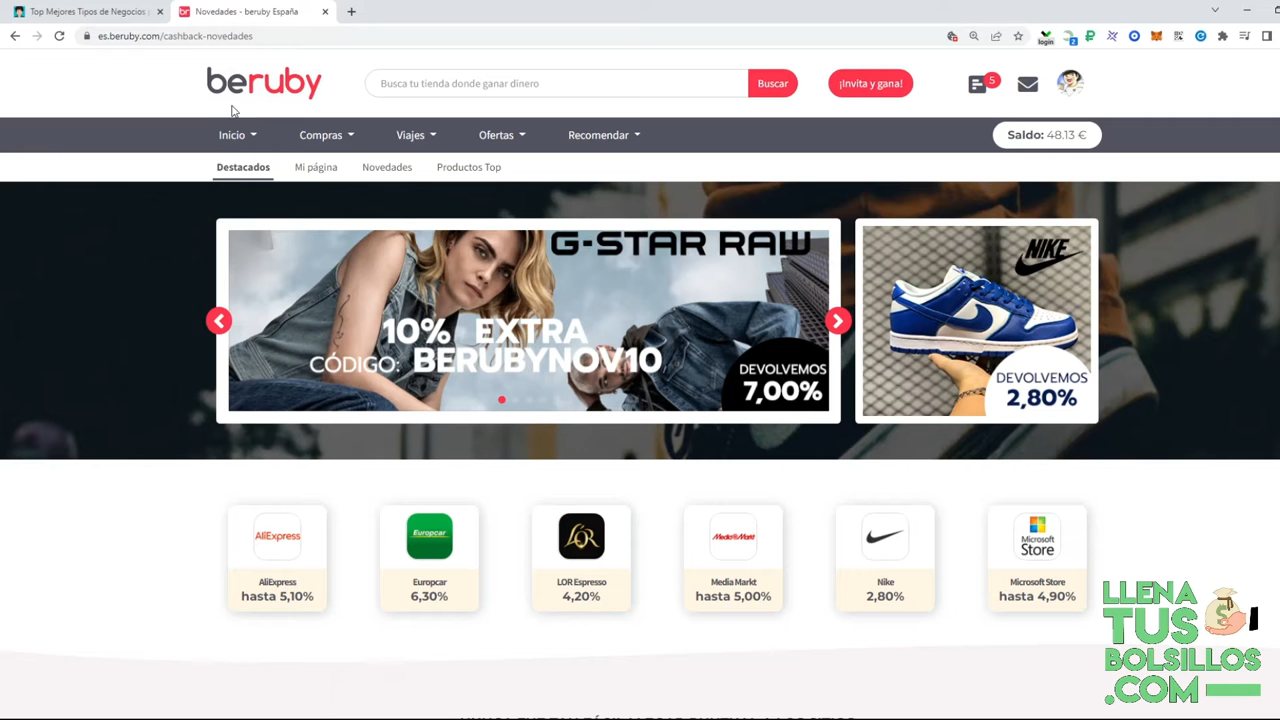 Top Mejores Tipos de Negocios
Novedades - beruby España
es.beruby.com/cashback-novedades
login
2
beruby
Busca tu tienda donde ganar dinero
Buscar
¡Invita y gana!
5
Inicio
Compras
Viajes
Ofertas
Recomendar
Saldo: 48.13 €
Destacados
Mi página
Novedades
Productos Top
G-STAR RAW
10% EXTRA
CÓDIGO: BERUBYNOV10
DEVOLVEMOS
7,00%
NIKE
DEVOLVEMOS
2,80%
AliExpress
Europcar
L'OR
MediaMarkt
Microsoft
Store
AliExpress
hasta 5,10%
Europcar
6,30%
LOR Espresso
4,20%
Media Markt
hasta 5,00%
Nike
2,80%
Microsoft Store
hasta 4,90%
LLENA
TUS
BOLSILLOS
.COM